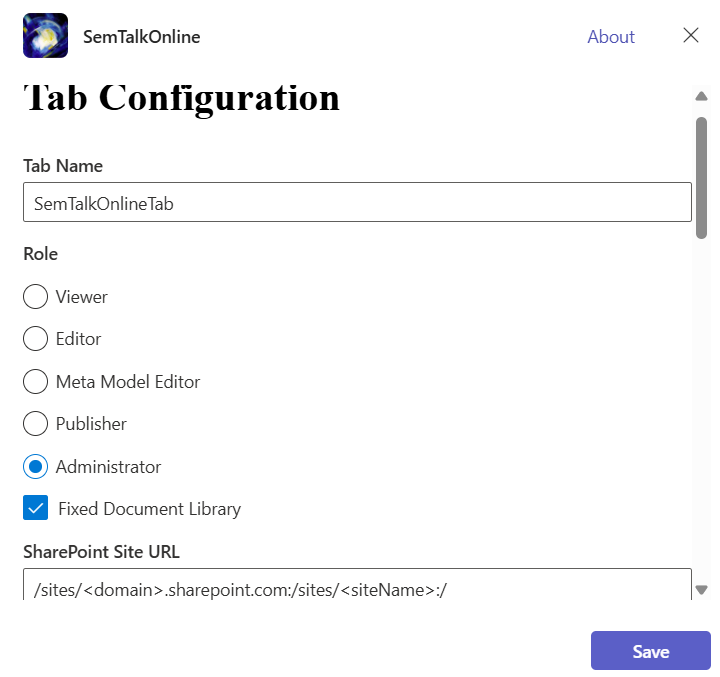 SemTalkOnline
About
Tab Configuration
Tab Name
SemTalkOnlineTab
Role
Viewer
Editor
Meta Model Editor
Publisher
Administrator
Fixed Document Library
SharePoint Site URL
/sites/<domain>.sharepoint.com:/sites/<siteName>:/
Save